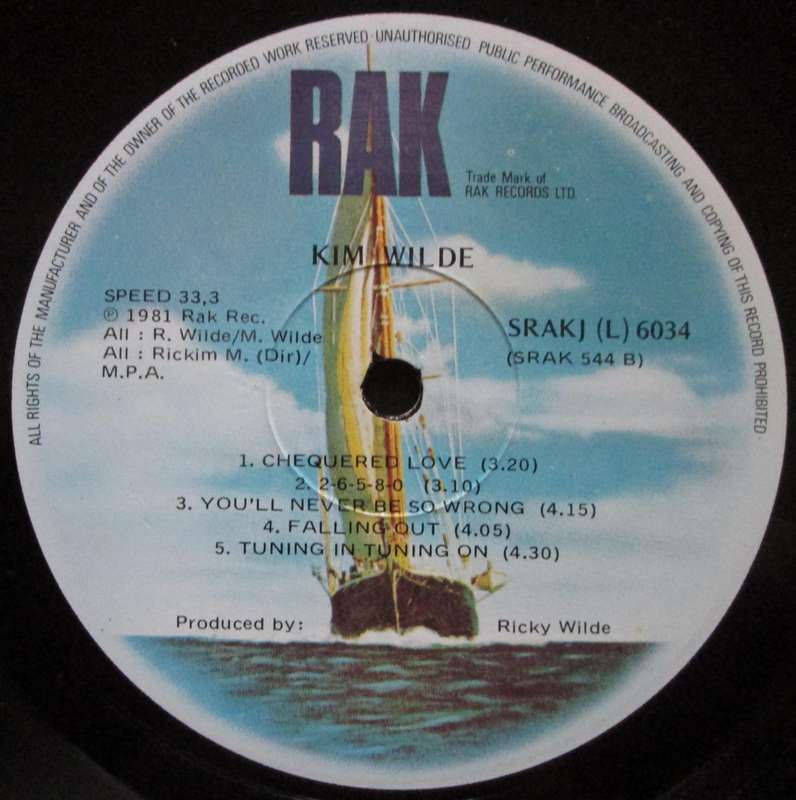 ALL RIGHTS OF THE MANUFACTURER AND OF THE OWNER OF THE RECORDED WORK RESERVED · UNAUTHORISED PUBLIC PERFORMANCE BROADCASTING AND COPYING OF THIS RECORD PROHIBITED
RAK
Trade Mark of
RAK RECORDS LTD
KIM WILDE
SPEED 33,3
℗ 1981 Rak Rec.
All : R. Wilde/M. Wilde
All : Rickim M. (Dir)/
M.P.A.
SRAKJ (L) 6034
(SRAK 544 B)
1. CHEQUERED LOVE (3.20)
2. 2-6-5-8-0 (3.10)
3. YOU'LL NEVER BE SO WRONG (4.15)
4. FALLING OUT (4.05)
5. TUNING IN TUNING ON (4.30)
Produced by: Ricky Wilde